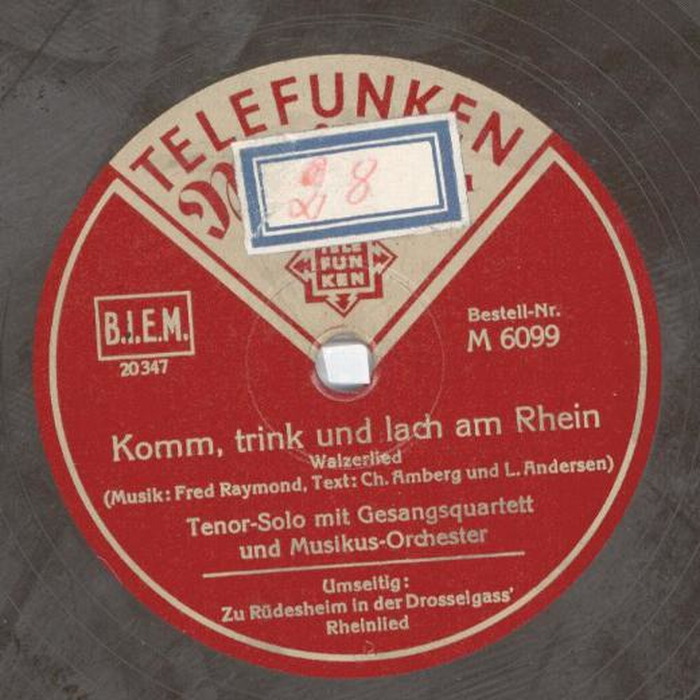 TELEFUNKEN
28
TELE
FUN
KEN
B.I.E.M.
20347
Bestell-Nr.
M 6099
Komm, trink und lach am Rhein
Walzerlied
(Musik: Fred Raymond, Text: Ch. Amberg und L. Andersen)
Tenor-Solo mit Gesangsquartett
und Musikus-Orchester
Umseitig:
Zu Rüdesheim in der Drosselgass'
Rheinlied